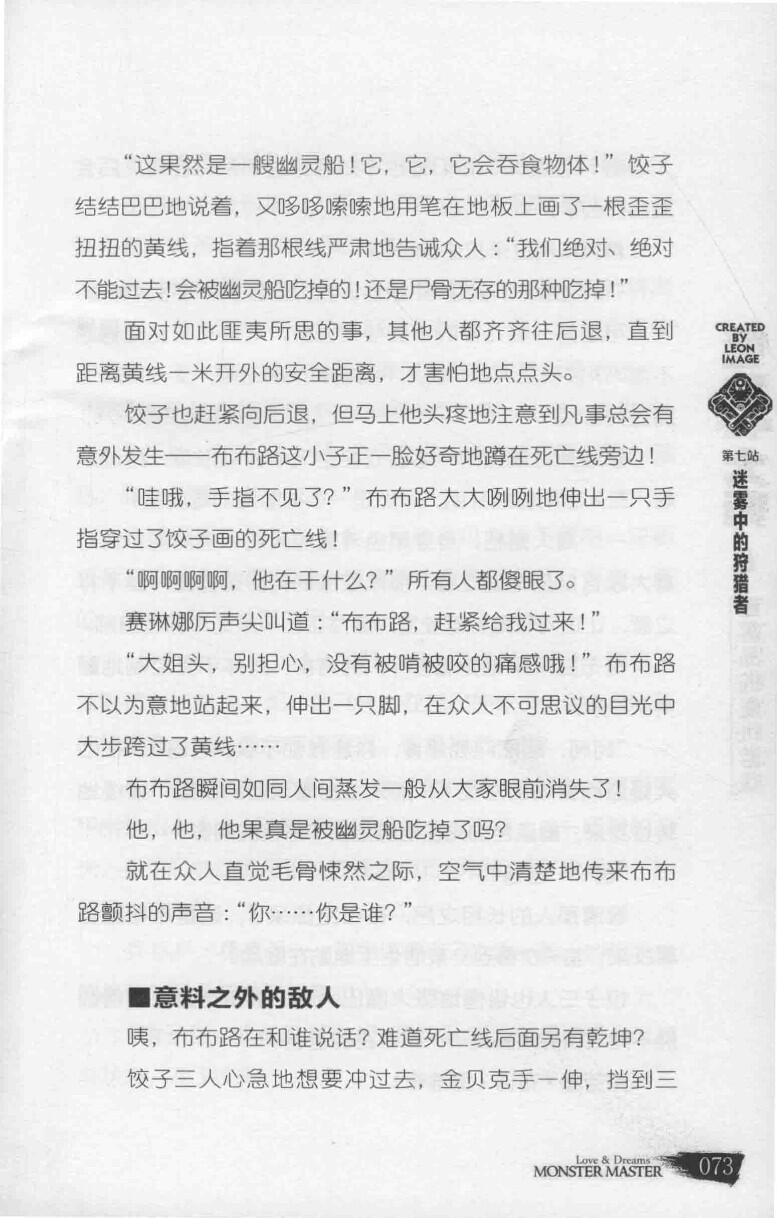 “这果然是一艘幽灵船！它，它，它会吞食物体！”饺子
结结巴巴地说着，又哆哆嗦嗦地用笔在地板上画了一根歪歪
扭扭的黄线，指着那根线严肃地告诫众人：“我们绝对、绝对
不能过去！会被幽灵船吃掉的！还是尸骨无存的那种吃掉！”
面对如此匪夷所思的事，其他人都齐齐往后退，直到
距离黄线一米开外的安全距离，才害怕地点点头。
饺子也赶紧向后退，但马上他头疼地注意到凡事总会有
意外发生——布布路这小子正一脸好奇地蹲在死亡线旁边！
“哇哦，手指不见了？”布布路大大咧咧地伸出一只手
指穿过了饺子画的死亡线！
“啊啊啊啊，他在干什么？”所有人都傻眼了。
赛琳娜厉声尖叫道：“布布路，赶紧给我过来！”
“大姐头，别担心，没有被啃被咬的痛感哦！”布布路
不以为意地站起来，伸出一只脚，在众人不可思议的目光中
大步跨过了黄线……
布布路瞬间如同人间蒸发一般从大家眼前消失了！
他，他，他果真是被幽灵船吃掉了吗？
就在众人直觉毛骨悚然之际，空气中清楚地传来布布
路颤抖的声音：“你……你是谁？”
■意料之外的敌人
咦，布布路在和谁说话？难道死亡线后面另有乾坤？
饺子三人心急地想要冲过去，金贝克手一伸，挡到三
CREATED
BY
LEON
IMAGE
第七站
迷雾中的狩猎者
Love & Dreams
MONSTER MASTER
073